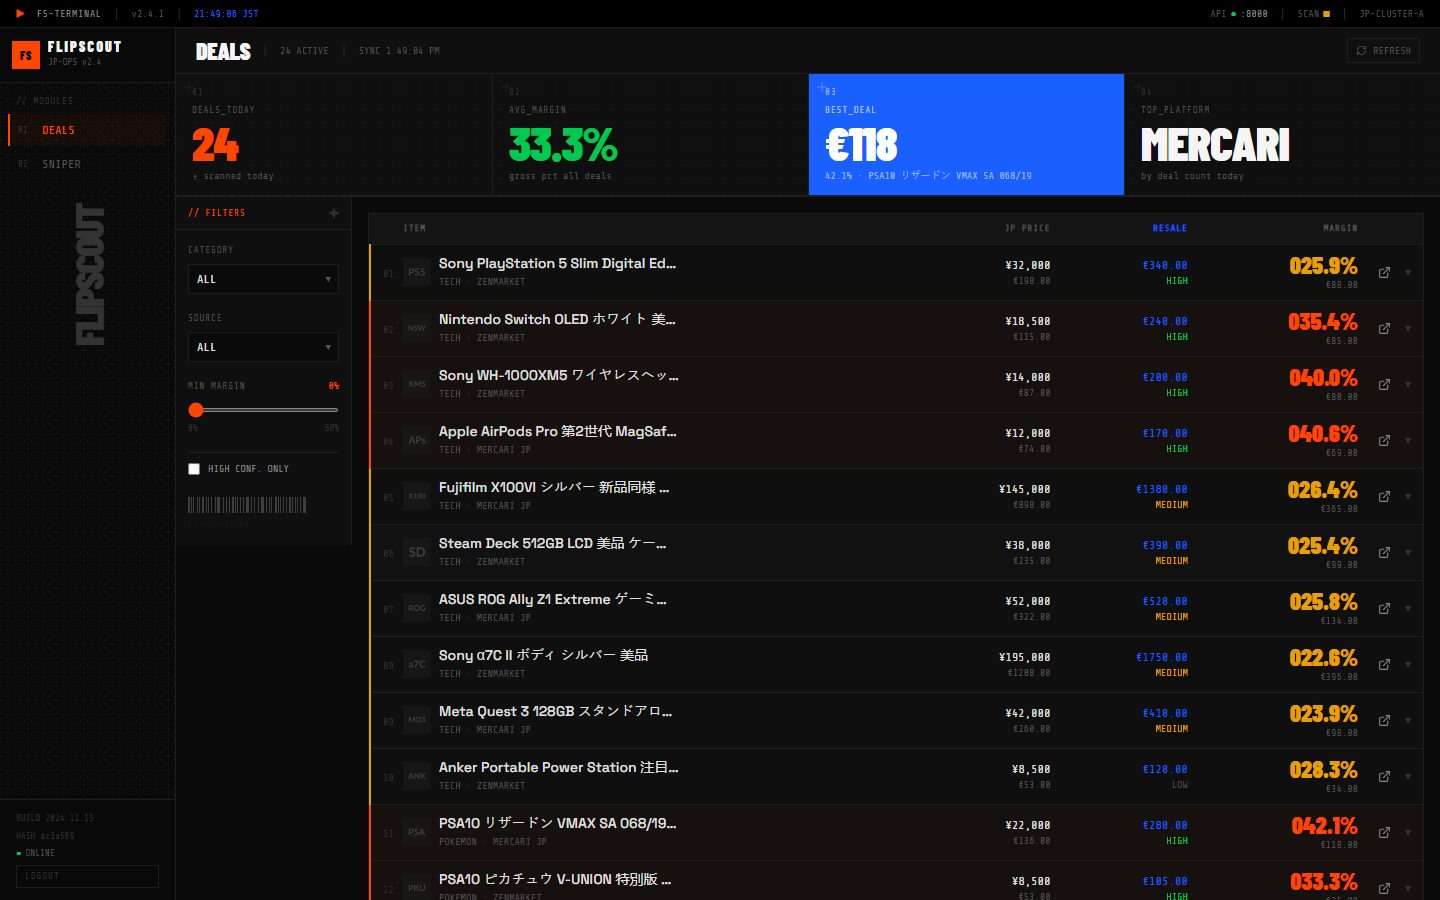 FS-TERMINAL v2.4.1 21:49:06 JST API :8000 SCAN JP-CLUSTER-A
FS FLIPSCOUT
JP-OPS v2.4
// MODULES
01 DEALS
02 SNIPER
FLIPSCOUT
BUILD 2024.11.15
HASH ac3a569
ONLINE
LOGOUT
DEALS 24 ACTIVE SYNC 1:49:04 PM REFRESH
01
DEALS_TODAY
24
↑ scanned today
02
AVG_MARGIN
33.3%
gross pct all deals
03
BEST_DEAL
€118
42.1% · PSA10 リザードン VMAX SA 068/19
04
TOP_PLATFORM
MERCARI
by deal count today
// FILTERS
CATEGORY
ALL
SOURCE
ALL
MIN MARGIN 0%
0% 80%
HIGH CONF. ONLY
ITEM JP PRICE RESALE MARGIN
01 PS5 Sony PlayStation 5 Slim Digital Ed... ¥32,000 €340.00 025.9%
TECH · ZENMARKET €198.00 HIGH €88.00
02 NSW Nintendo Switch OLED ホワイト 美... ¥18,500 €240.00 035.4%
TECH · ZENMARKET €115.00 HIGH €85.00
03 XM5 Sony WH-1000XM5 ワイヤレスヘッ... ¥14,000 €200.00 040.0%
TECH · ZENMARKET €87.00 HIGH €80.00
04 APs Apple AirPods Pro 第2世代 MagSaf... ¥12,000 €170.00 040.6%
TECH · MERCARI JP €74.00 HIGH €69.00
05 X100 Fujifilm X100VI シルバー 新品同様 ... ¥145,000 €1380.00 026.4%
TECH · MERCARI JP €898.00 MEDIUM €365.00
06 SD Steam Deck 512GB LCD 美品 ケー... ¥38,000 €390.00 025.4%
TECH · ZENMARKET €235.00 MEDIUM €99.00
07 ROG ASUS ROG Ally Z1 Extreme ゲーミ... ¥52,000 €520.00 025.8%
TECH · MERCARI JP €322.00 MEDIUM €134.00
08 a7C Sony α7C II ボディ シルバー 美品 ¥195,000 €1750.00 022.6%
TECH · ZENMARKET €1208.00 MEDIUM €396.00
09 MQ3 Meta Quest 3 128GB スタンドアロ... ¥42,000 €410.00 023.9%
TECH · MERCARI JP €260.00 MEDIUM €98.00
10 ANK Anker Portable Power Station 注目... ¥8,500 €120.00 028.3%
TECH · ZENMARKET €53.00 LOW €34.00
11 PSA PSA10 リザードン VMAX SA 068/19... ¥22,000 €280.00 042.1%
POKEMON · MERCARI JP €136.00 HIGH €118.00
12 PKU PSA10 ピカチュウ V-UNION 特別版 ... ¥8,500 €105.00 033.3%
POKEMON · ZENMARKET €53.00 HIGH